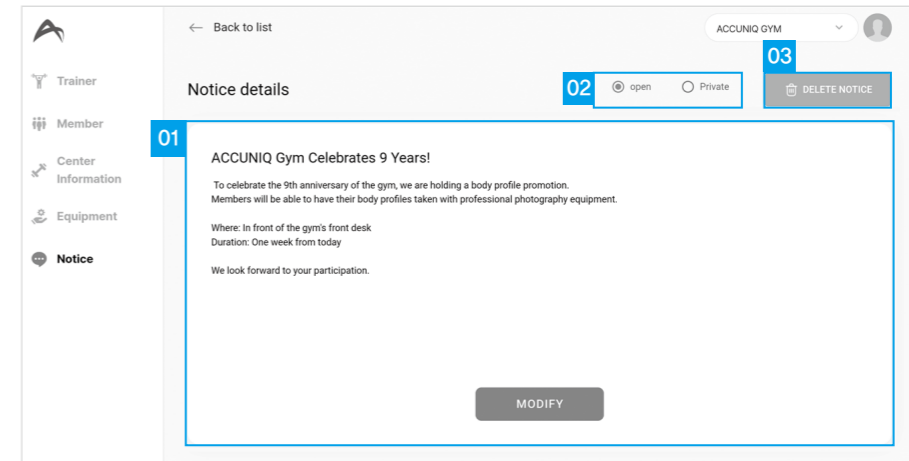 Back to list
ACCUNIQ GYM
03
Trainer
Notice details
02
open
Private
DELETE NOTICE
Member
01
Center
Information
Equipment
Notice
ACCUNIQ Gym Celebrates 9 Years!
To celebrate the 9th anniversary of the gym, we are holding a body profile promotion.
Members will be able to have their body profiles taken with professional photography equipment.
Where: In front of the gym's front desk
Duration: One week from today
We look forward to your participation.
MODIFY